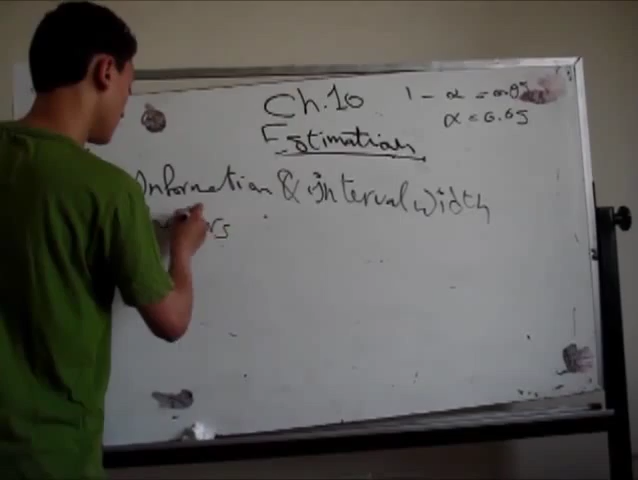 Ch.10
1 - α = 0.95
α = 0.05
Estimation
Information & interval width